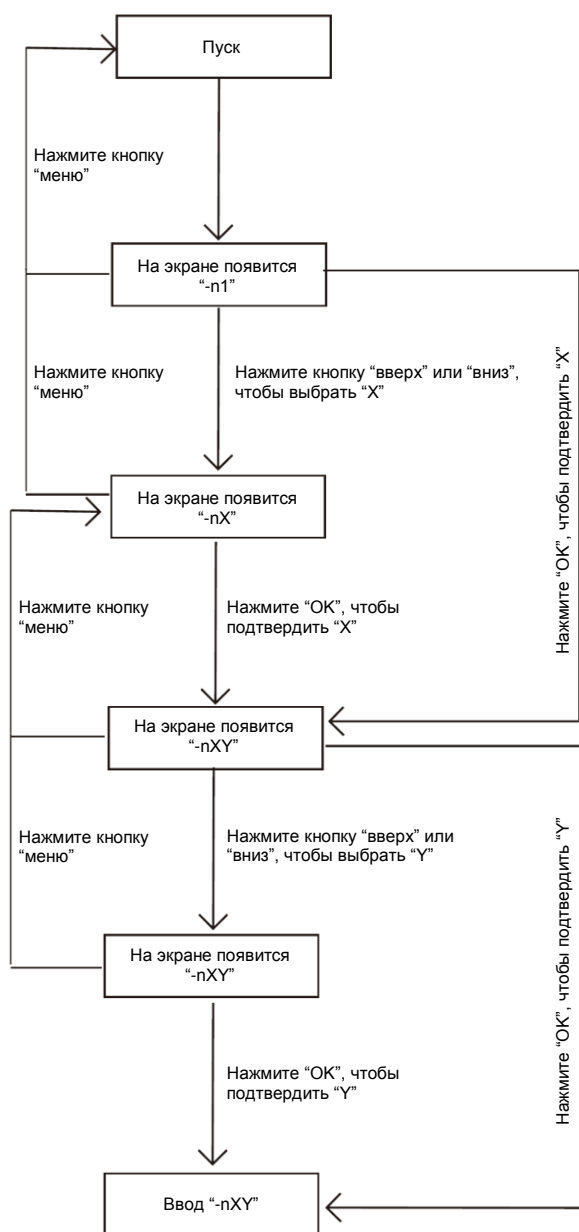 Пуск
Нажмите кнопку
“меню”
На экране появится
“-n1”
Нажмите кнопку
“меню”
Нажмите кнопку “вверх” или “вниз”,
чтобы выбрать “X”
Нажмите “OK”, чтобы подтвердить “X”
На экране появится
“-nX”
Нажмите кнопку
“меню”
Нажмите “OK”, чтобы
подтвердить “X”
На экране появится
“-nXY”
Нажмите кнопку
“меню”
Нажмите кнопку “вверх” или
“вниз”, чтобы выбрать “Y”
Нажмите “OK”, чтобы подтвердить “Y”
На экране появится
“-nXY”
Нажмите “OK”, чтобы
подтвердить “Y”
Ввод “-nXY”